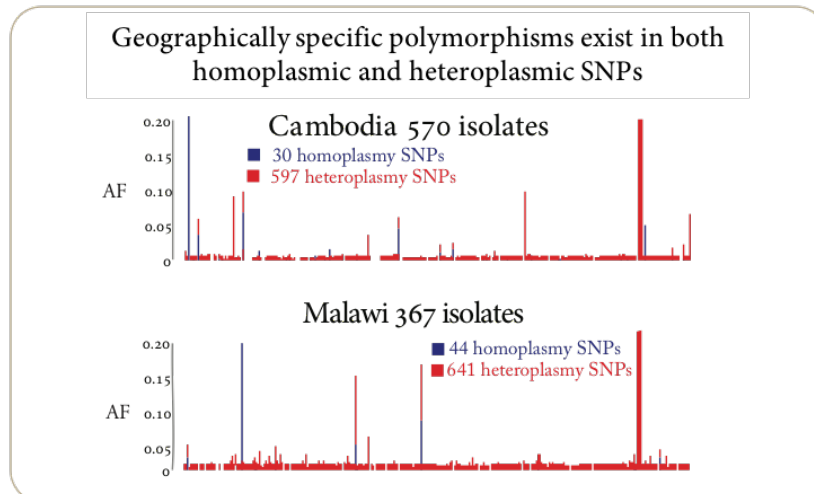 Geographically specific polymorphisms exist in both
homoplasmic and heteroplasmic SNPs
Cambodia 570 isolates
30 homoplasmy SNPs
597 heteroplasmy SNPs
AF
0.20
0.15
0.10
0.05
0
Malawi 367 isolates
44 homoplasmy SNPs
641 heteroplasmy SNPs
AF
0.20
0.15
0.10
0.05
0